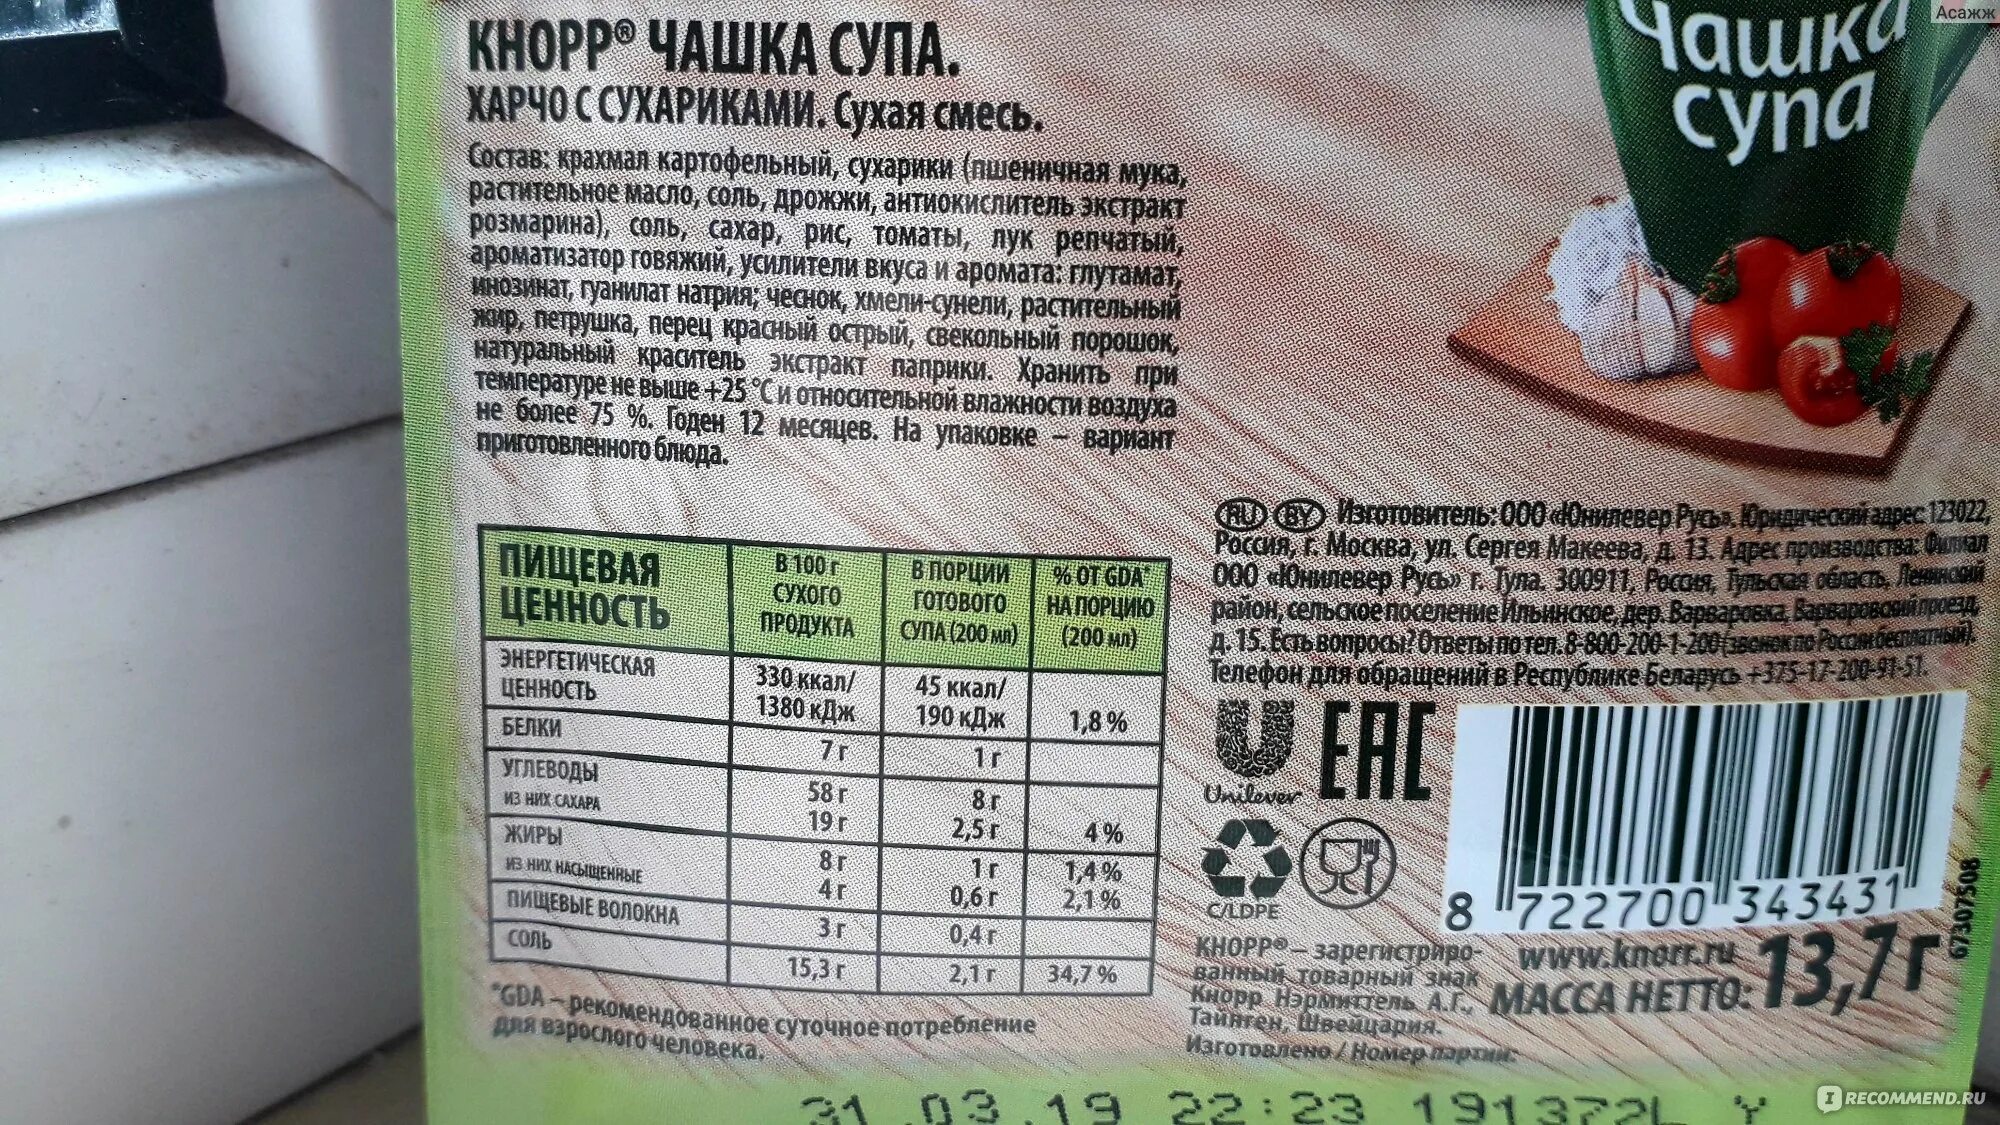 Асажж
Чашка
супа
КНОРР® ЧАШКА СУПА.
ХАРЧО С СУХАРИКАМИ. Сухая смесь.
Состав: крахмал картофельный, сухарики (пшеничная мука,
растительное масло, соль, дрожжи, антиокислитель экстракт
розмарина), соль, сахар, рис, томаты, лук репчатый,
ароматизатор говяжий, усилители вкуса и аромата: глутамат,
инозинат, гуанилат натрия; чеснок, хмели-сунели, растительный
жир, петрушка, перец красный острый, свекольный порошок,
натуральный краситель экстракт паприки. Хранить при
температуре не выше +25 °С и относительной влажности воздуха
не более 75 %. Годен 12 месяцев. На упаковке – вариант
приготовленного блюда.
ПИЩЕВАЯ ЦЕННОСТЬ
В 100 г СУХОГО ПРОДУКТА
В ПОРЦИИ ГОТОВОГО СУПА (200 мл)
% ОТ GDA* НА ПОРЦИЮ (200 мл)
ЭНЕРГЕТИЧЕСКАЯ ЦЕННОСТЬ 330 ккал/ 1380 кДж 45 ккал/ 190 кДж 1,8 %
БЕЛКИ 7 г 1 г
УГЛЕВОДЫ 58 г 8 г
ИЗ НИХ САХАРА 19 г 2,5 г 4 %
ЖИРЫ 8 г 1 г 1,4 %
ИЗ НИХ НАСЫЩЕННЫЕ 4 г 0,6 г 2,1 %
ПИЩЕВЫЕ ВОЛОКНА 3 г 0,4 г
СОЛЬ 15,3 г 2,1 г 34,7 %
*GDA – рекомендованное суточное потребление
для взрослого человека.
RU BY Изготовитель: ООО «Юнилевер Русь». Юридический адрес: 123022,
Россия, г. Москва, ул. Сергея Макеева, д. 13. Адрес производства: Филиал
ООО «Юнилевер Русь» г. Тула. 300911, Россия, Тульская область, Ленинский
район, сельское поселение Ильинское, дер. Варваровка, Варваровский проезд,
д. 15. Есть вопросы? Ответы по тел. 8-800-200-1-200 (звонок по России бесплатный).
Телефон для обращений в Республике Беларусь +375-17-200-91-51.
Unilever
EAC
C/LDPE
8 722700 343431
67307508
КНОРР® – зарегистриро-
ванный товарный знак
Кнорр Нэрмиттель А.Г.,
Тайнген, Швейцария.
www.knorr.ru
МАССА НЕТТО: 13,7 г
Изготовлено / Номер партии:
31.03.19 22:23 191372L Y
IRECOMMEND.RU